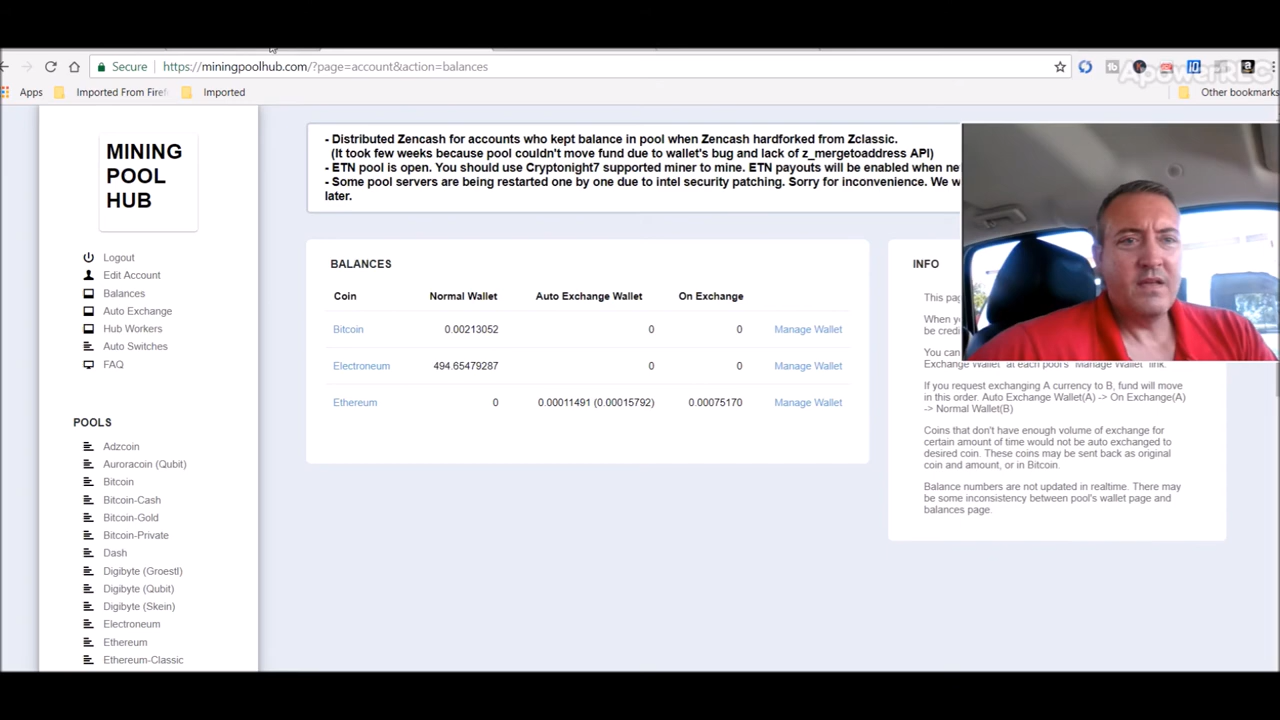 Secure https://miningpoolhub.com/?page=account&action=balances
ApowerREC
Apps Imported From Firef Imported Other bookmarks
MINING
POOL
HUB
Logout
Edit Account
Balances
Auto Exchange
Hub Workers
Auto Switches
FAQ
POOLS
Adzcoin
Auroracoin (Qubit)
Bitcoin
Bitcoin-Cash
Bitcoin-Gold
Bitcoin-Private
Dash
Digibyte (Groestl)
Digibyte (Qubit)
Digibyte (Skein)
Electroneum
Ethereum
Ethereum-Classic
- Distributed Zencash for accounts who kept balance in pool when Zencash hardforked from Zclassic.
(It took few weeks because pool couldn't move fund due to wallet's bug and lack of z_mergetoaddress API)
- ETN pool is open. You should use Cryptonight7 supported miner to mine. ETN payouts will be enabled when ne
- Some pool servers are being restarted one by one due to intel security patching. Sorry for inconvenience. We w
later.
BALANCES
Coin Normal Wallet Auto Exchange Wallet On Exchange
Bitcoin 0.00213052 0 0 Manage Wallet
Electroneum 494.65479287 0 0 Manage Wallet
Ethereum 0 0.00011491 (0.00015792) 0.00075170 Manage Wallet
INFO
This pag
When yo
be credi
You can
Exchange Wallet" at each pool's "Manage Wallet" link.
If you request exchanging A currency to B, fund will move
in this order. Auto Exchange Wallet(A) -> On Exchange(A)
-> Normal Wallet(B)
Coins that don't have enough volume of exchange for
certain amount of time would not be auto exchanged to
desired coin. These coins may be sent back as original
coin and amount, or in Bitcoin.
Balance numbers are not updated in realtime. There may
be some inconsistency between pool's wallet page and
balances page.